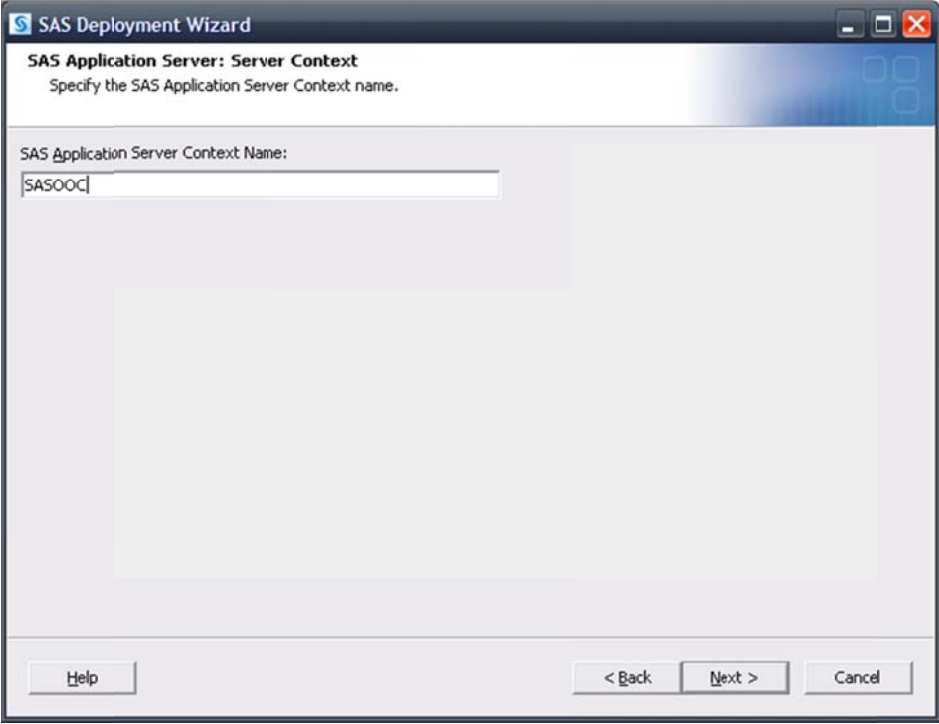 SAS Deployment Wizard
SAS Application Server: Server Context
Specify the SAS Application Server Context name.
SAS Application Server Context Name:
SASOOC
Help
< Back
Next >
Cancel